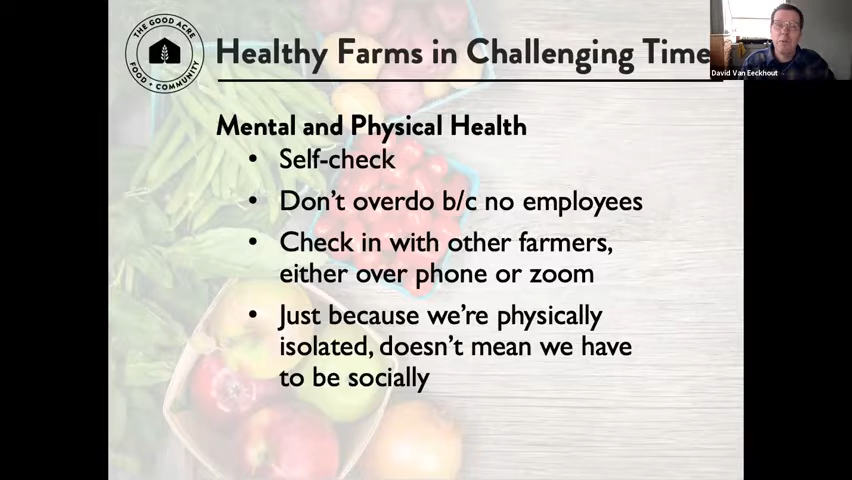 THE GOOD ACRE
FOOD + COMMUNITY
Healthy Farms in Challenging Time
David Van Eeckhout
Mental and Physical Health
• Self-check
• Don't overdo b/c no employees
• Check in with other farmers,
either over phone or zoom
• Just because we're physically
isolated, doesn't mean we have
to be socially